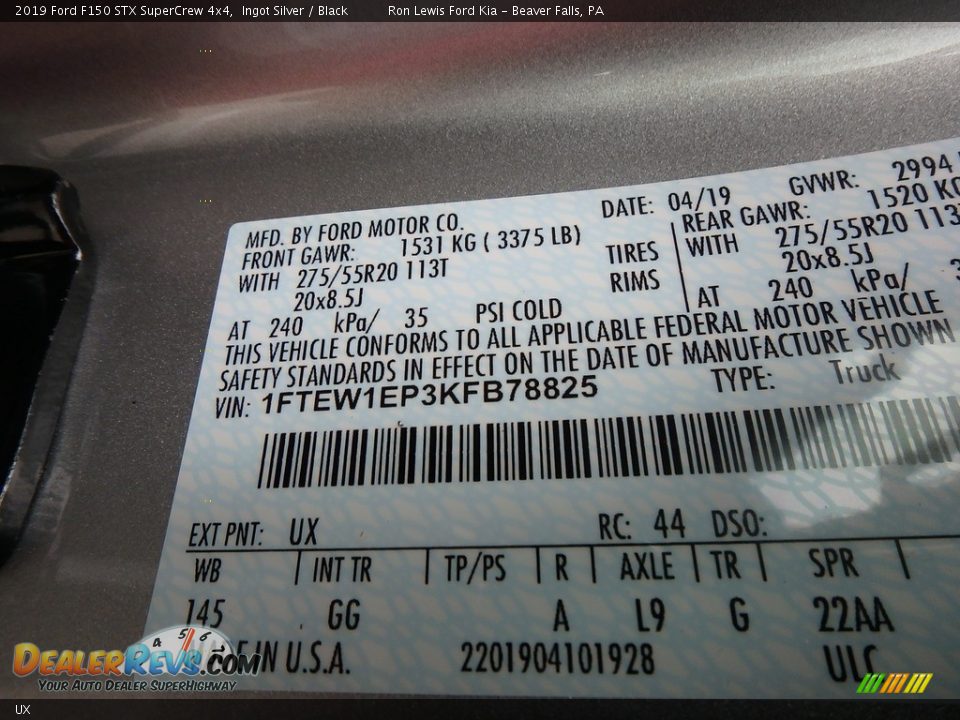 2019 Ford F150 STX SuperCrew 4x4, Ingot Silver / Black Ron Lewis Ford Kia - Beaver Falls, PA
MFD. BY FORD MOTOR CO. DATE: 04/19 GVWR: 2994
FRONT GAWR: 1531 KG ( 3375 LB) REAR GAWR: 1520 KG
WITH 275/55R20 113T TIRES WITH 275/55R20 113T
20x8.5J RIMS 20x8.5J
AT 240 kPa/ 35 PSI COLD AT 240 kPa/
THIS VEHICLE CONFORMS TO ALL APPLICABLE FEDERAL MOTOR VEHICLE
SAFETY STANDARDS IN EFFECT ON THE DATE OF MANUFACTURE SHOWN
VIN: 1FTEW1EP3KFB78825 TYPE: Truck
EXT PNT: UX RC: 44 DSO:
WB INT TR TP/PS R AXLE TR SPR
145 GG A L9 G 22AA
IN U.S.A. 2201904101928 ULC
DealerRevs.com
Your Auto Dealer SuperHighway
UX